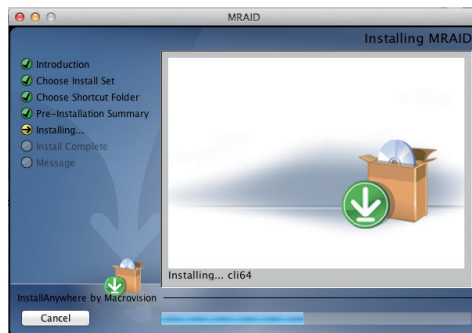 MRAID
Installing MRAID
Introduction
Choose Install Set
Choose Shortcut Folder
Pre-Installation Summary
Installing...
Install Complete
Message
Installing... cli64
InstallAnywhere by Macrovision
Cancel